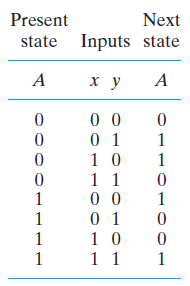 Present Next
state Inputs state
A x y A
0 0 0 0
0 0 1 1
0 1 0 1
0 1 1 0
1 0 0 1
1 0 1 0
1 1 0 0
1 1 1 1